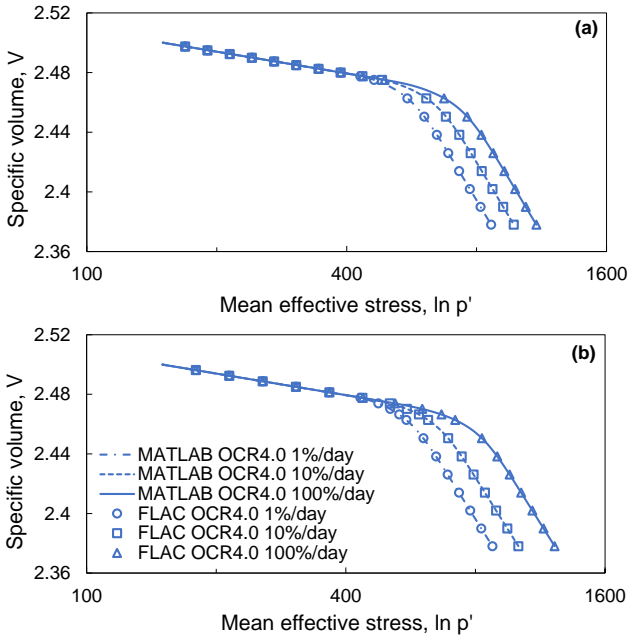 (a)
Specific volume, V
2.52
2.48
2.44
2.4
2.36
100
400
1600
Mean effective stress, ln p'
(b)
Specific volume, V
2.52
2.48
2.44
2.4
2.36
MATLAB OCR4.0 1%/day
MATLAB OCR4.0 10%/day
MATLAB OCR4.0 100%/day
FLAC OCR4.0 1%/day
FLAC OCR4.0 10%/day
FLAC OCR4.0 100%/day
100
400
1600
Mean effective stress, ln p'